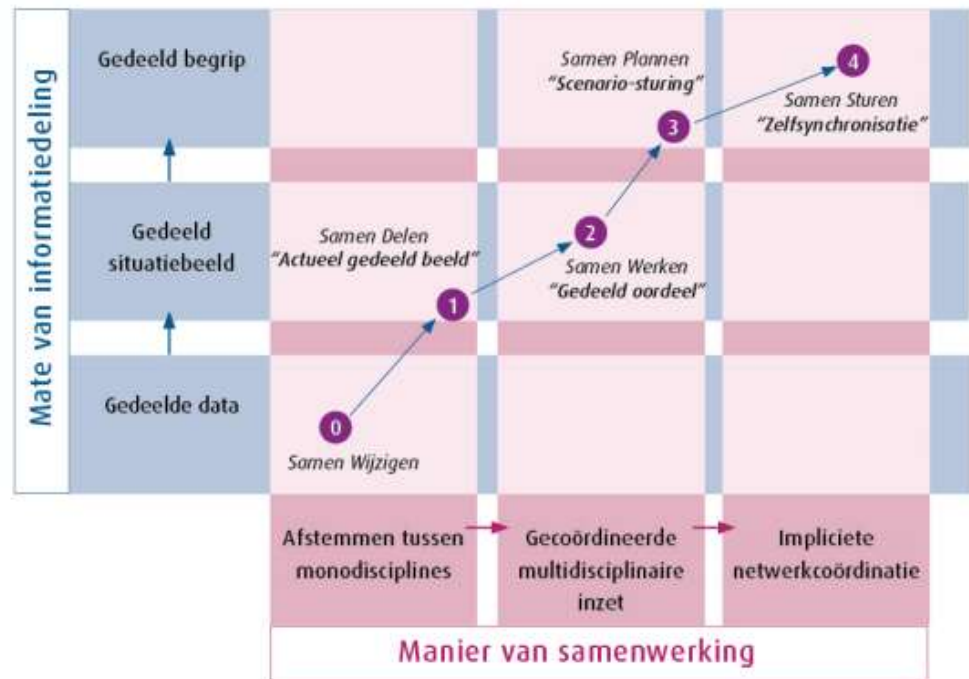 Mate van informatiedeling
Gedeeld begrip
Gedeeld
situatiebeeld
Gedeelde data
Samen Plannen
“Scenario-sturing”
4
Samen Sturen
“Zelfsynchronisatie”
3
Samen Delen
“Actueel gedeeld beeld”
2
Samen Werken
“Gedeeld oordeel”
1
0
Samen Wijzigen
Afstemmen tussen
monodisciplines
Gecoördineerde
multidisciplinaire
inzet
Impliciete
netwerkcoördinatie
Manier van samenwerking